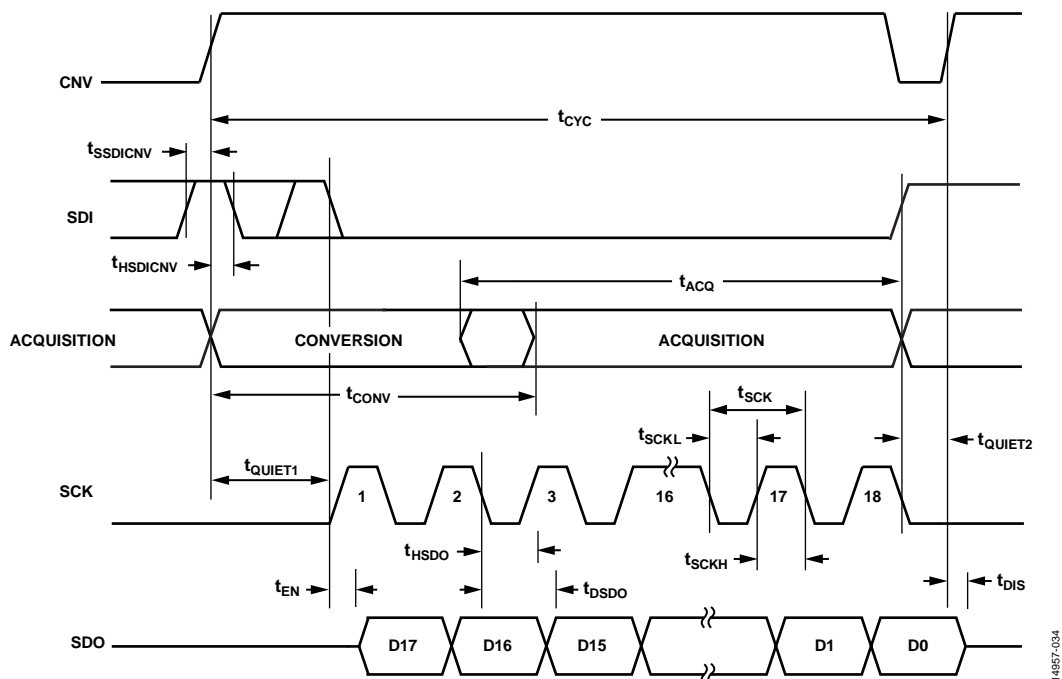 CNV
tCYC
tSSDICNV
SDI
tHSDICNV
tACQ
ACQUISITION
CONVERSION
ACQUISITION
tCONV
tSCK
tSCKL
tQUIET2
tQUIET1
SCK
1
2
3
16
17
18
tHSDO
tSCKH
tEN
tDSDO
tDIS
SDO
D17
D16
D15
D1
D0
14957-034